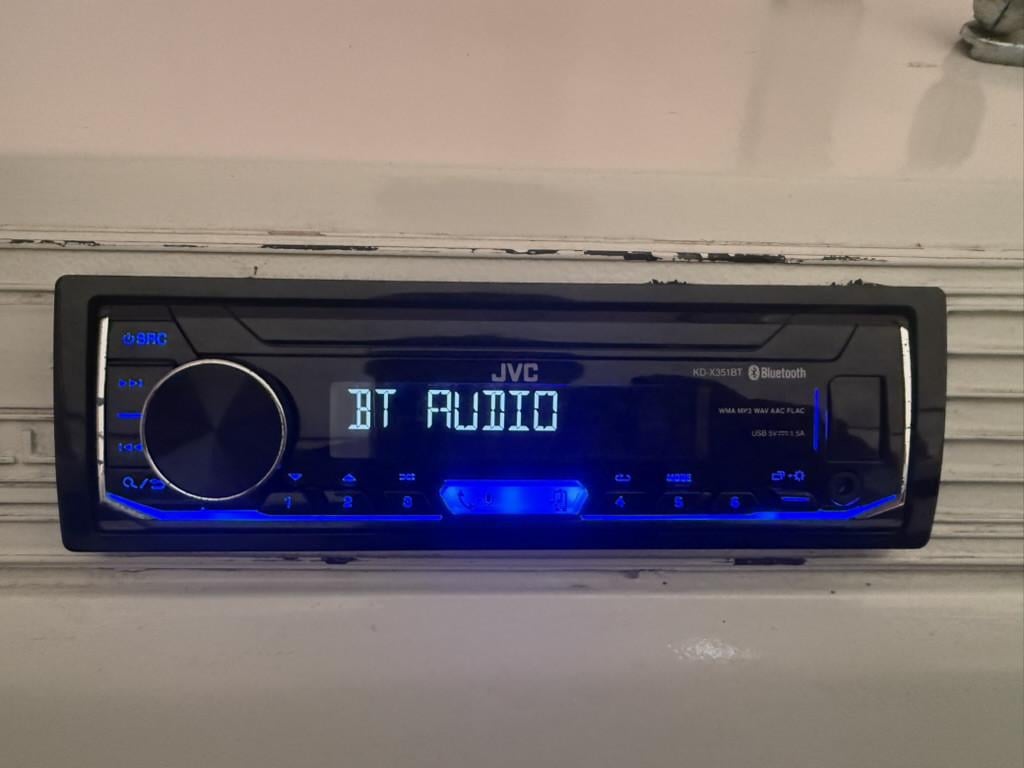 SRC
JVC
KD-X351BT Bluetooth
BT AUDIO
WMA MP3 WAV AAC FLAC
USB 5V 1.5A
1 2 3 4 5 6
MODE